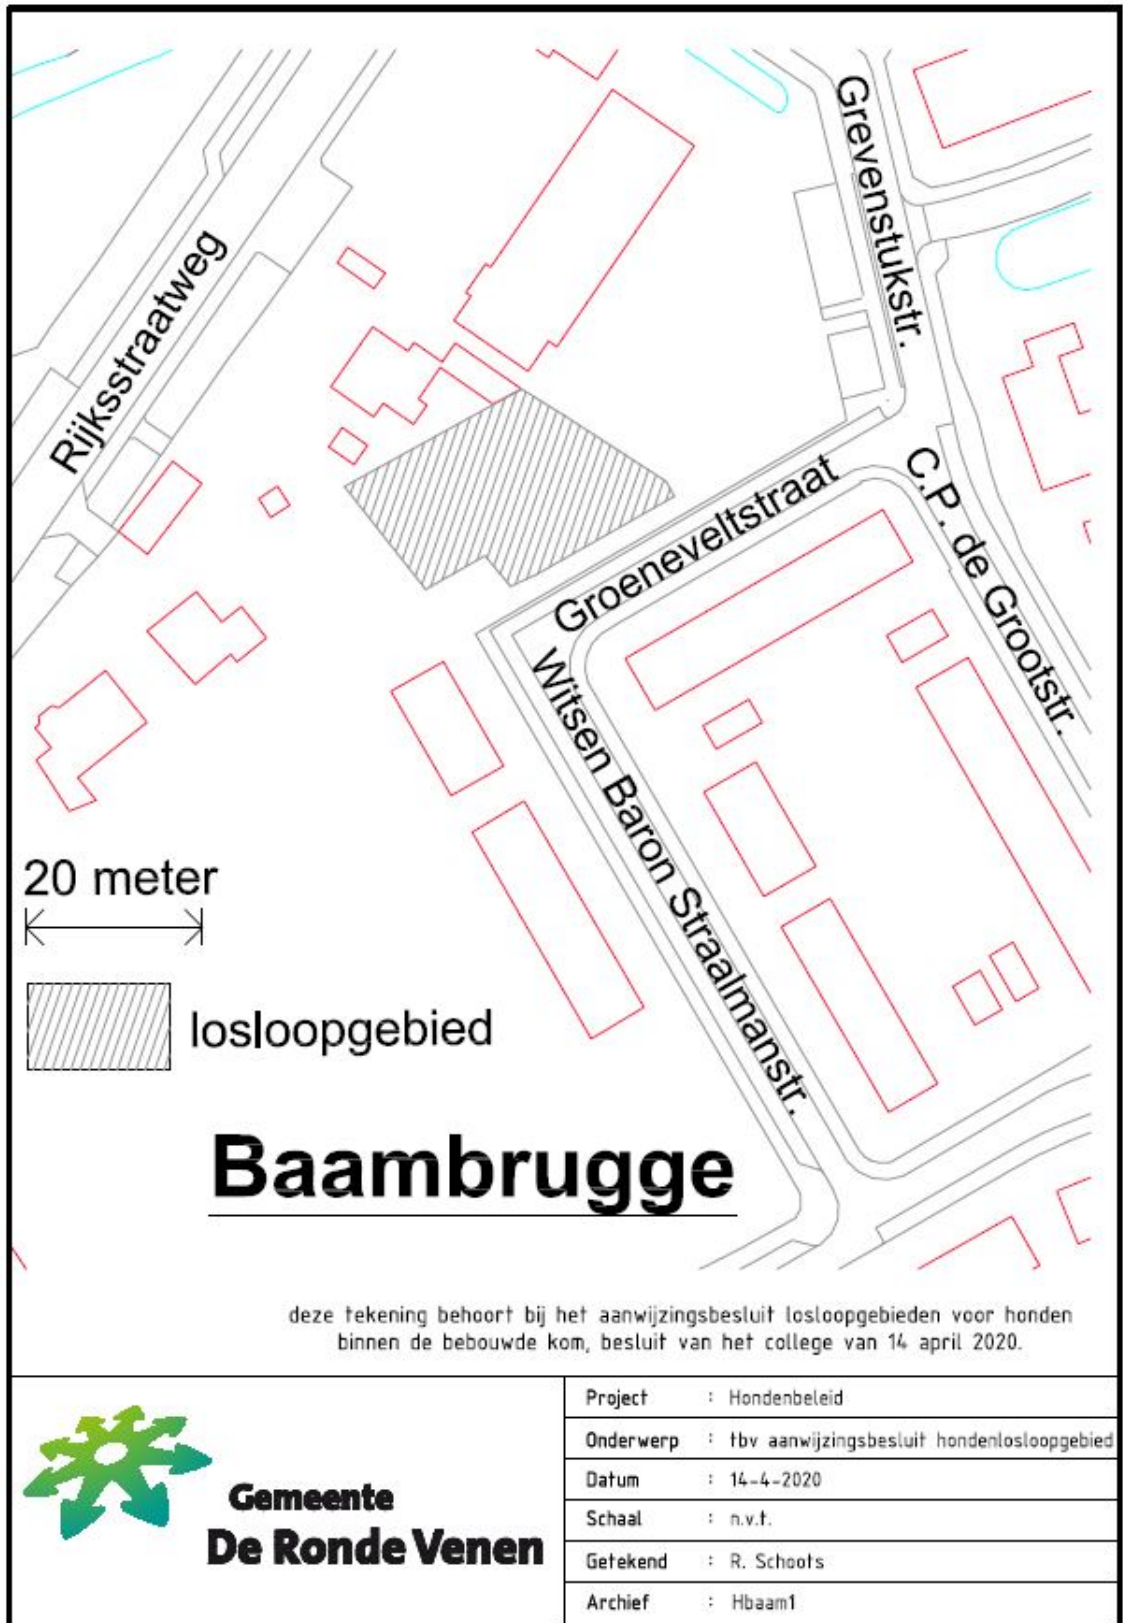 Grevenstukstr.
Rijksstraatweg
Groeneveltstraat
C.P. de Grootstr.
Witsen Baron Straalmanstr.
20 meter
losloopgebied
Baambrugge
deze tekening behoort bij het aanwijzingsbesluit losloopgebieden voor honden
binnen de bebouwde kom, besluit van het college van 14 april 2020.
Gemeente
De Ronde Venen
Project : Hondenbeleid
Onderwerp : tbv aanwijzingsbesluit hondenlosloopgebied
Datum : 14-4-2020
Schaal : n.v.t.
Getekend : R. Schoots
Archief : Hbaam1